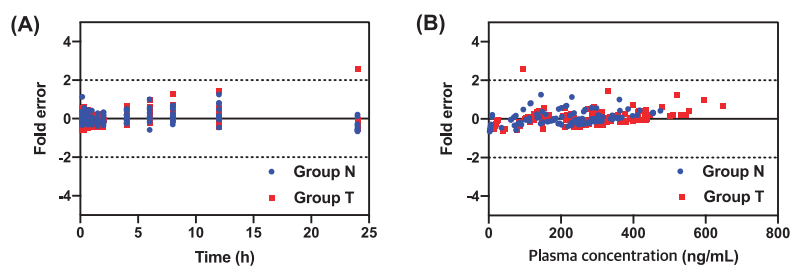 (A)
Fold error
4
2
0
-2
-4
Group N
Group T
0 5 10 15 20 25
Time (h)
(B)
Fold error
4
2
0
-2
-4
Group N
Group T
0 200 400 600 800
Plasma concentration (ng/mL)